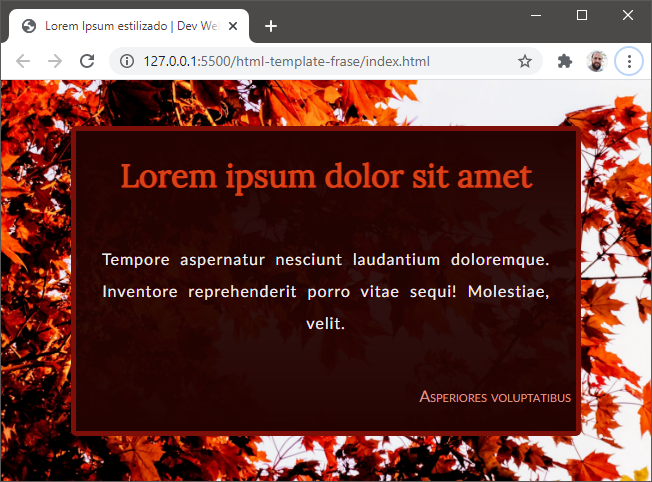 Lorem Ipsum estilizado | Dev We
127.0.0.1:5500/html-template-frase/index.html
Lorem ipsum dolor sit amet
Tempore aspernatur nesciunt laudantium doloremque.
Inventore reprehenderit porro vitae sequi! Molestiae,
velit.
Asperiores voluptatibus